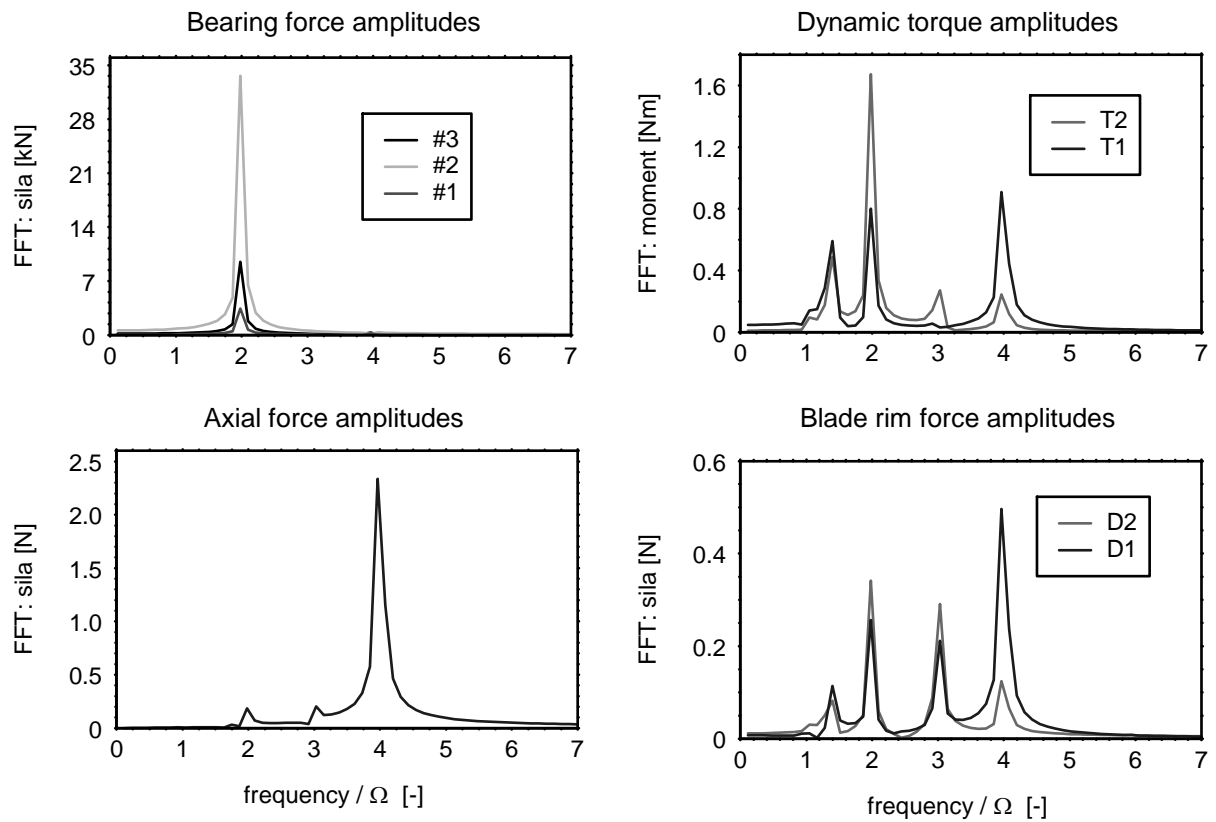 Bearing force amplitudes
FFT: sila [kN]
35
28
21
14
7
0
#3
#2
#1
0 1 2 3 4 5 6 7
Dynamic torque amplitudes
FFT: moment [Nm]
1.6
1.2
0.8
0.4
0
T2
T1
0 1 2 3 4 5 6 7
Axial force amplitudes
FFT: sila [N]
2.5
2.0
1.5
1.0
0.5
0
0 1 2 3 4 5 6 7
frequency / Ω [-]
Blade rim force amplitudes
FFT: sila [N]
0.6
0.4
0.2
0
D2
D1
0 1 2 3 4 5 6 7
frequency / Ω [-]